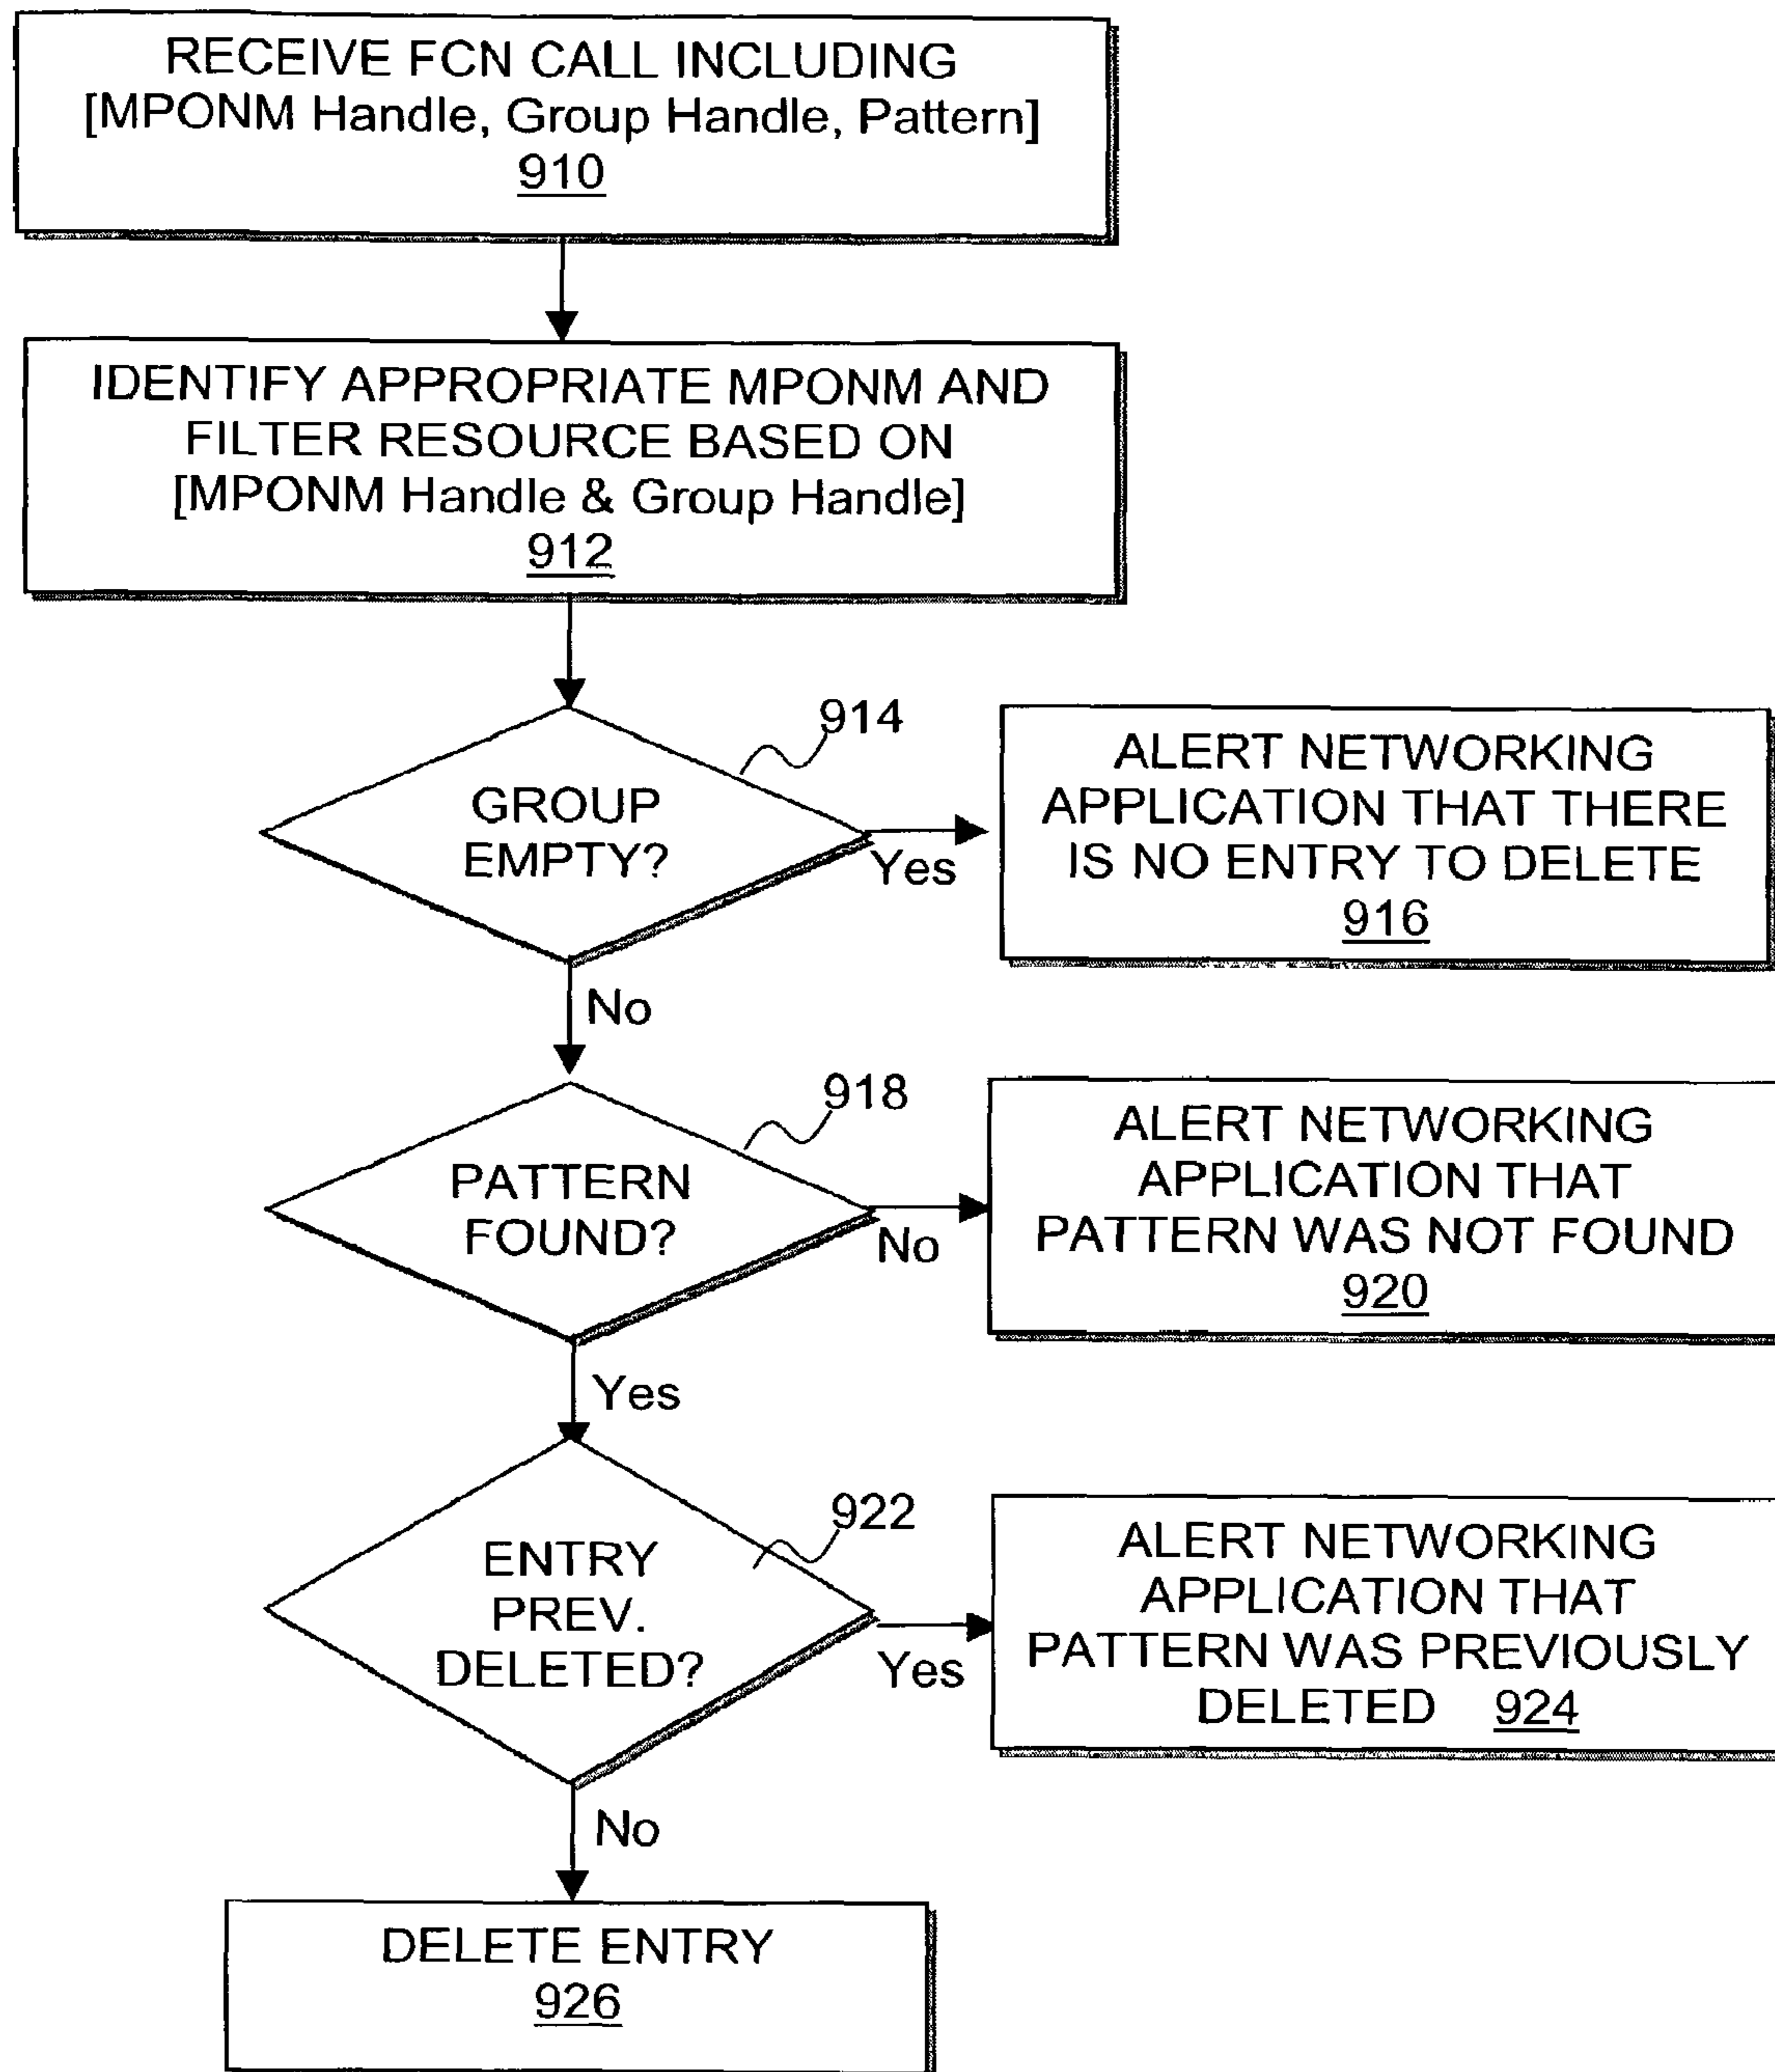 RECEIVE FCN CALL INCLUDING
[MPONM Handle, Group Handle, Pattern]
910
IDENTIFY APPROPRIATE MPONM AND
FILTER RESOURCE BASED ON
[MPONM Handle & Group Handle]
912
914
GROUP
EMPTY?
Yes
ALERT NETWORKING
APPLICATION THAT THERE
IS NO ENTRY TO DELETE
916
No
918
PATTERN
FOUND?
No
ALERT NETWORKING
APPLICATION THAT
PATTERN WAS NOT FOUND
920
Yes
922
ENTRY
PREV.
DELETED?
Yes
ALERT NETWORKING
APPLICATION THAT
PATTERN WAS PREVIOUSLY
DELETED 924
No
DELETE ENTRY
926